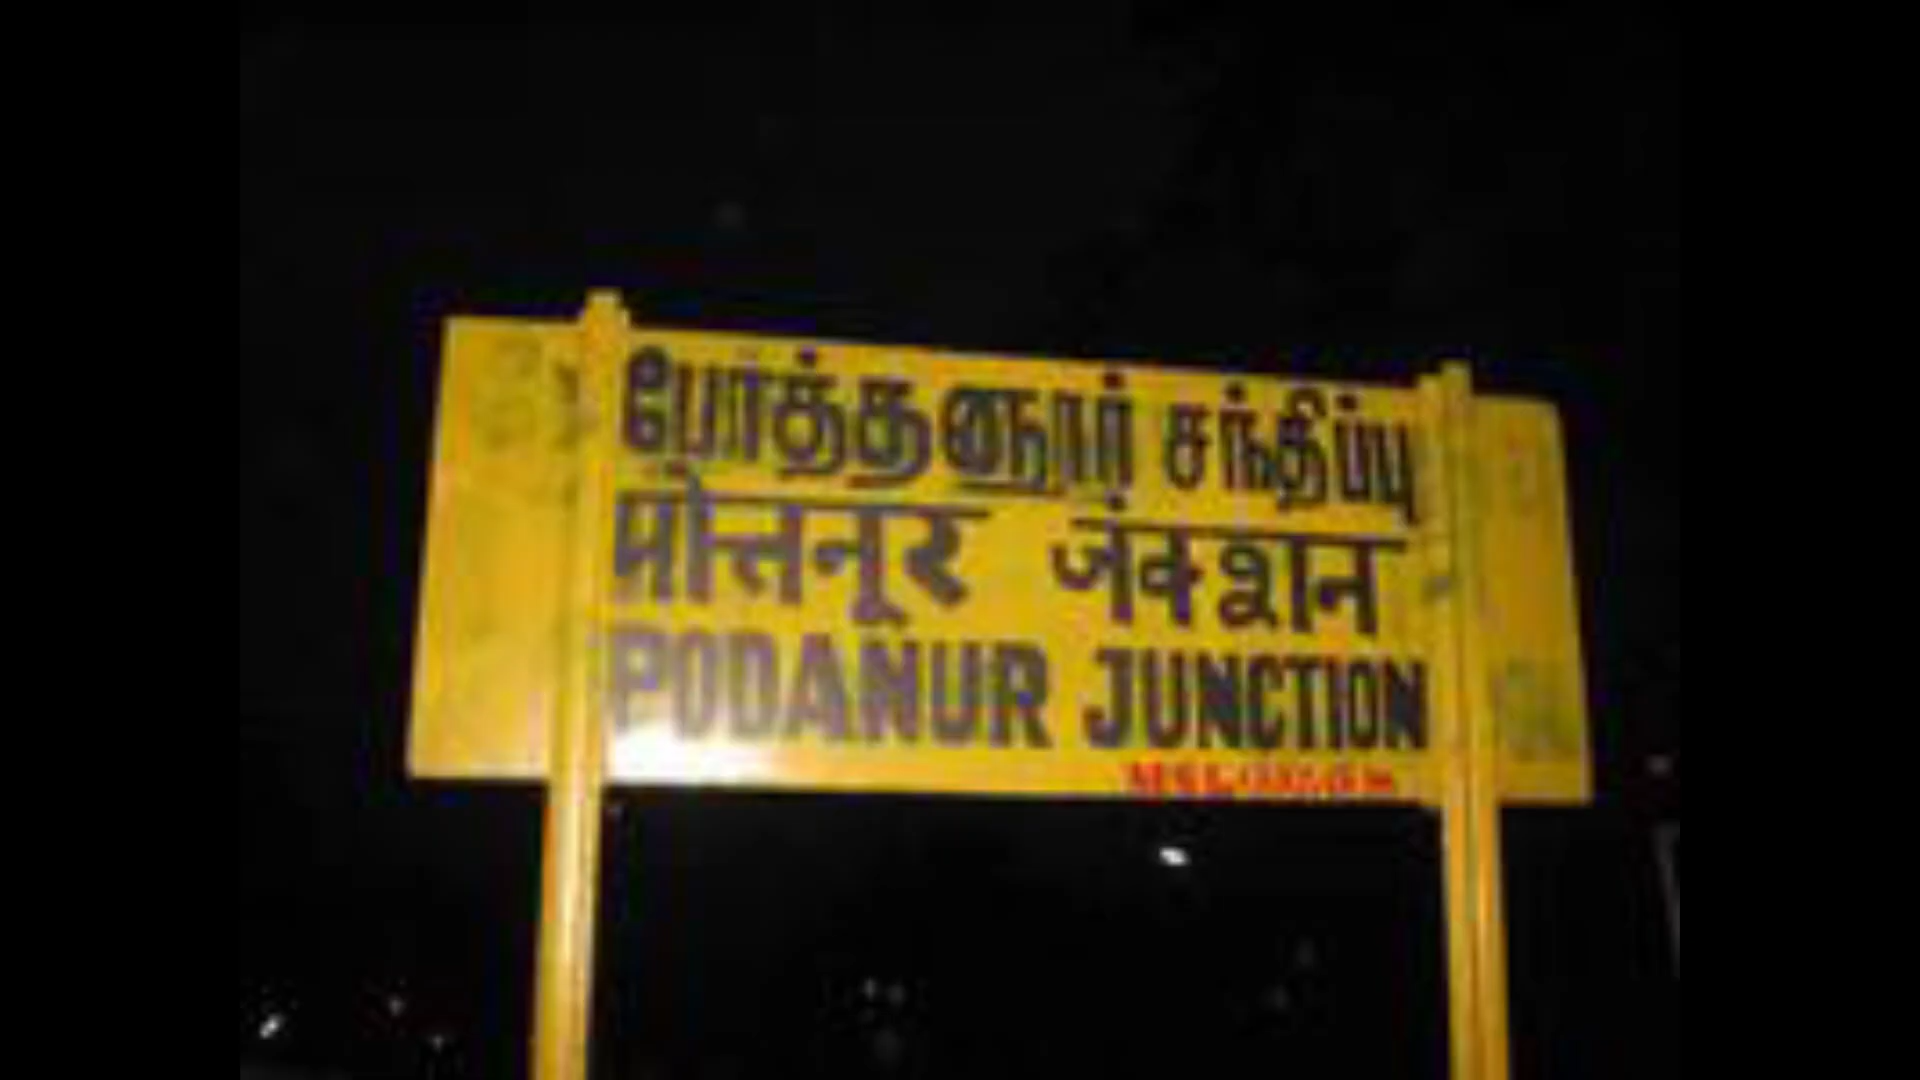 போத்தனூர் சந்திப்பு
पोत्तनूर जंक्शन
PODANUR JUNCTION